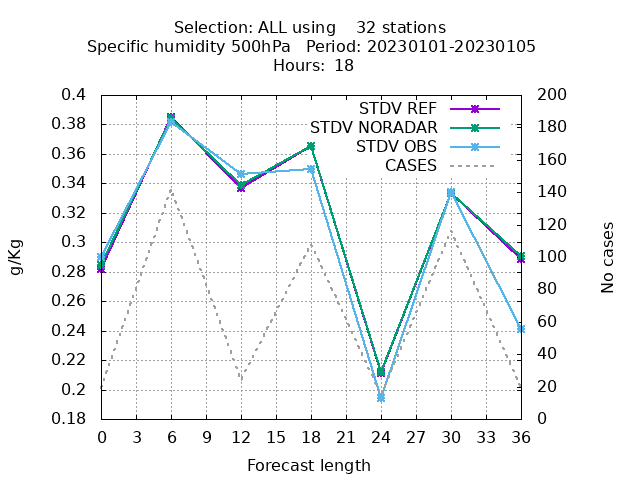 Selection: ALL using    32 stations
Specific humidity 500hPa   Period: 20230101-20230105
Hours: 18
STDV REF
STDV NORADAR
STDV OBS
CASES
0.4
0.38
0.36
0.34
0.32
0.3
0.28
0.26
0.24
0.22
0.2
0.18
g/Kg
200
180
160
140
120
100
80
60
40
20
0
No cases
0 3 6 9 12 15 18 21 24 27 30 33 36
Forecast length